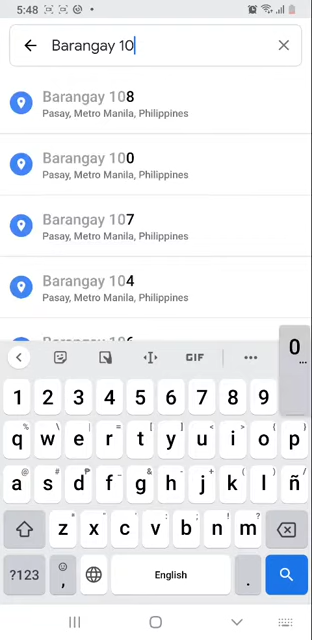 5:48
Barangay 10
Barangay 108
Pasay, Metro Manila, Philippines
Barangay 100
Pasay, Metro Manila, Philippines
Barangay 107
Pasay, Metro Manila, Philippines
Barangay 104
Pasay, Metro Manila, Philippines
GIF
0
1 2 3 4 5 6 7 8 9
q w e r t y u i o p
a s d f g h j k l ñ
z x c v b n m
?123 , English .